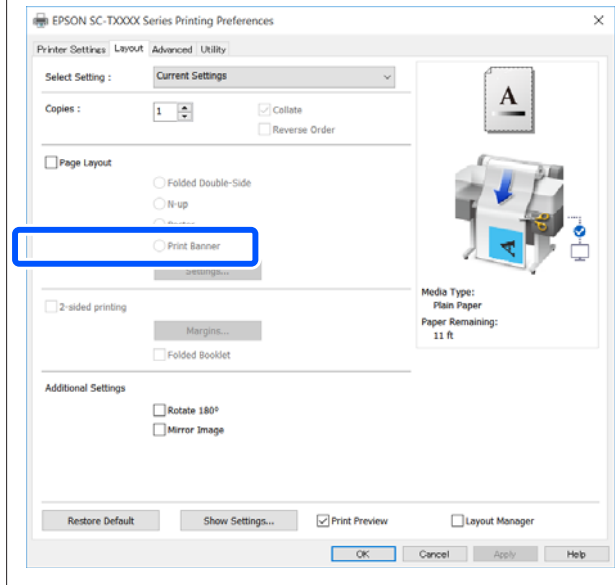 EPSON SC-TXXXX Series Printing Preferences
Printer Settings Layout Advanced Utility
Select Setting : Current Settings
Copies : 1 Collate
Reverse Order
Page Layout
Folded Double-Side
N-up
Print Banner
Settings...
2-sided printing
Margins...
Folded Booklet
Additional Settings
Rotate 180°
Mirror Image
A
A
Media Type:
Plain Paper
Paper Remaining:
11 ft
Restore Default Show Settings... Print Preview Layout Manager
OK Cancel Apply Help